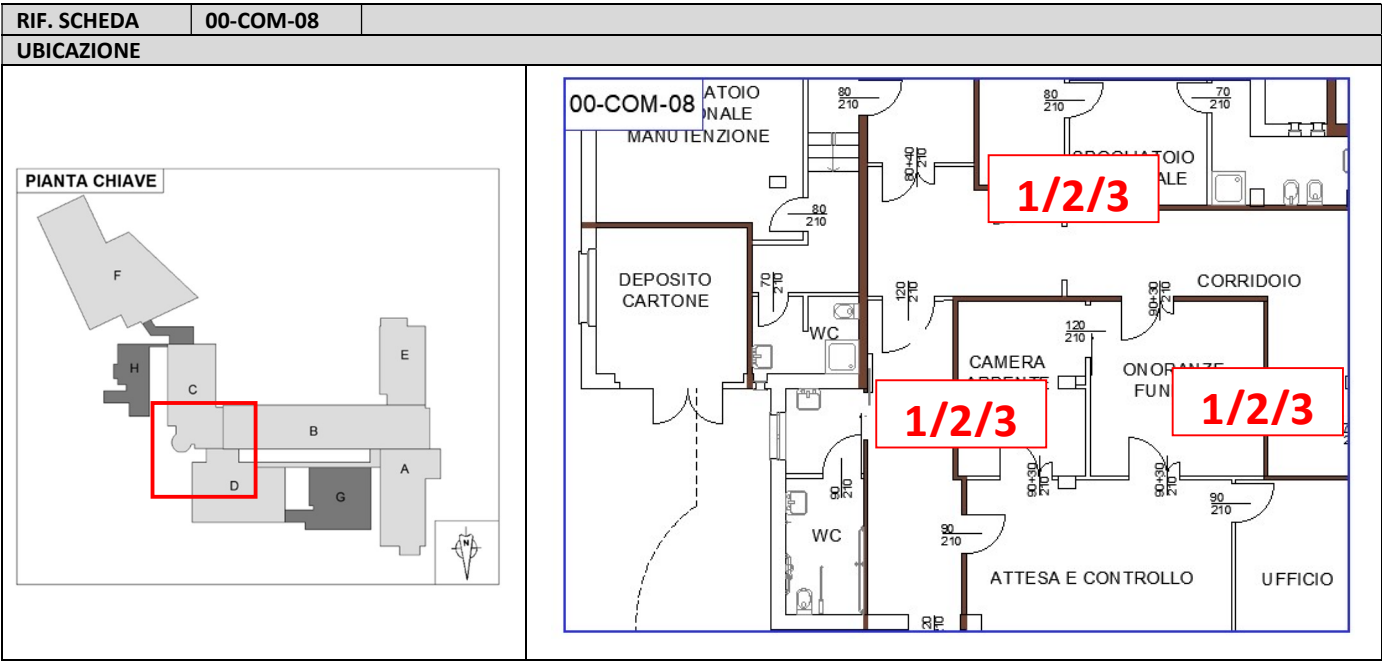 RIF. SCHEDA 00-COM-08
UBICAZIONE
PIANTA CHIAVE
F
H
C
E
B
A
D
G
N
00-COM-08
ATOIO
NALE
MANUTENZIONE
80
210
80
210
70
210
80+40
210
ATOIO
ALE
1/2/3
80
210
DEPOSITO
CARTONE
70
210
120
210
CORRIDOIO
90+30
210
WC
120
210
CAMERA
ONORANZE
FUN
1/2/3
1/2/3
90
210
90+30
210
90+30
210
90
210
WC
90
210
ATTESA E CONTROLLO
UFFICIO